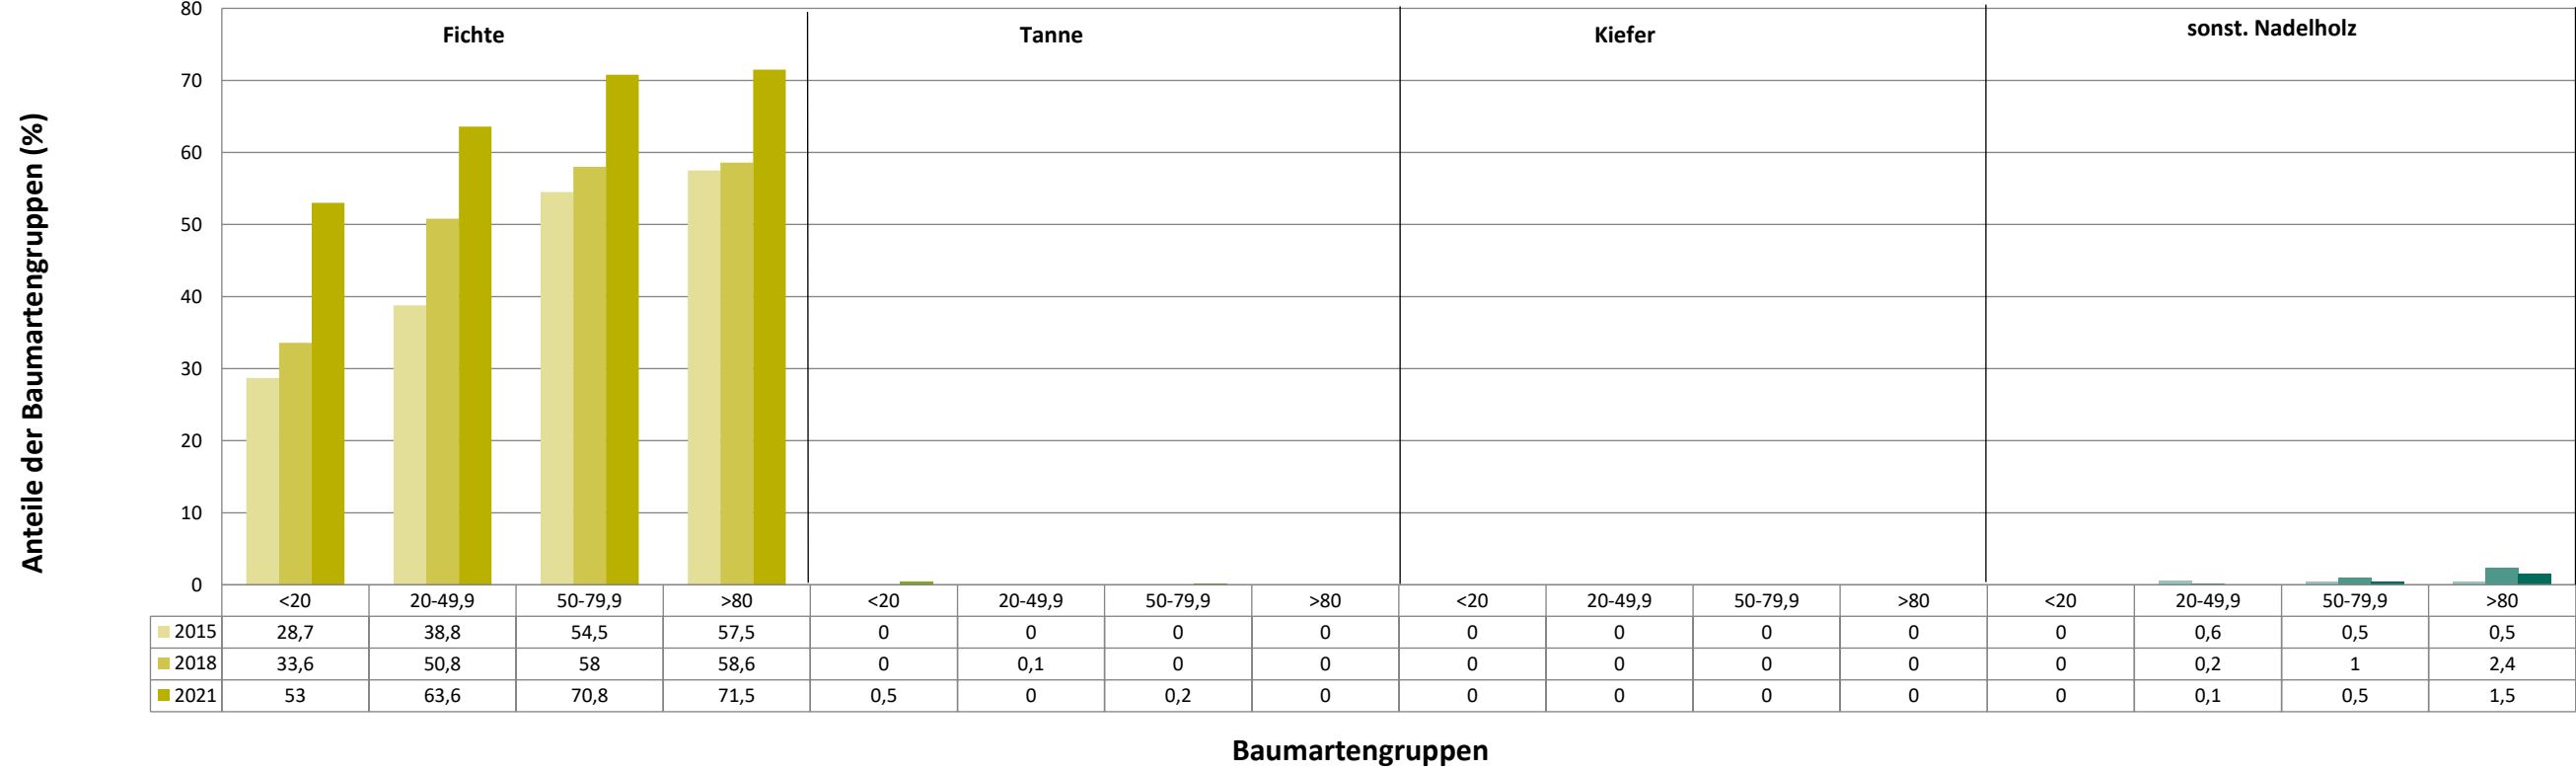 Anteile der Baumartengruppen (%)
80
70
60
50
40
30
20
10
0
Fichte Tanne Kiefer sonst. Nadelholz
<20 20-49,9 50-79,9 >80 <20 20-49,9 50-79,9 >80 <20 20-49,9 50-79,9 >80 <20 20-49,9 50-79,9 >80
2015 28,7 38,8 54,5 57,5 0 0 0 0 0 0 0 0 0 0,6 0,5 0,5
2018 33,6 50,8 58 58,6 0 0,1 0 0 0 0 0 0 0 0,2 1 2,4
2021 53 63,6 70,8 71,5 0,5 0 0,2 0 0 0 0 0 0 0,1 0,5 1,5
Baumartengruppen